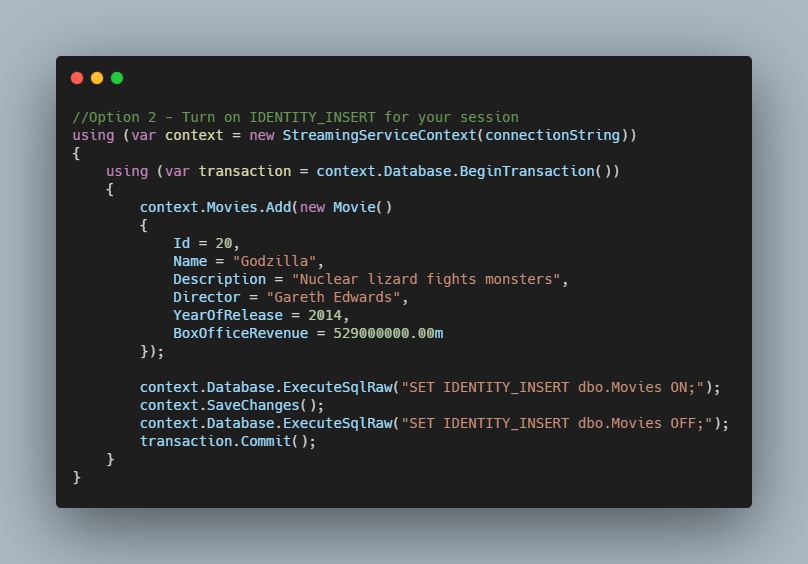 //Option 2 - Turn on IDENTITY_INSERT for your session
using (var context = new StreamingServiceContext(connectionString))
{
    using (var transaction = context.Database.BeginTransaction())
    {
        context.Movies.Add(new Movie()
        {
            Id = 20,
            Name = "Godzilla",
            Description = "Nuclear lizard fights monsters",
            Director = "Gareth Edwards",
            YearOfRelease = 2014,
            BoxOfficeRevenue = 529000000.00m
        });

        context.Database.ExecuteSqlRaw("SET IDENTITY_INSERT dbo.Movies ON;");
        context.SaveChanges();
        context.Database.ExecuteSqlRaw("SET IDENTITY_INSERT dbo.Movies OFF;");
        transaction.Commit();
    }
}